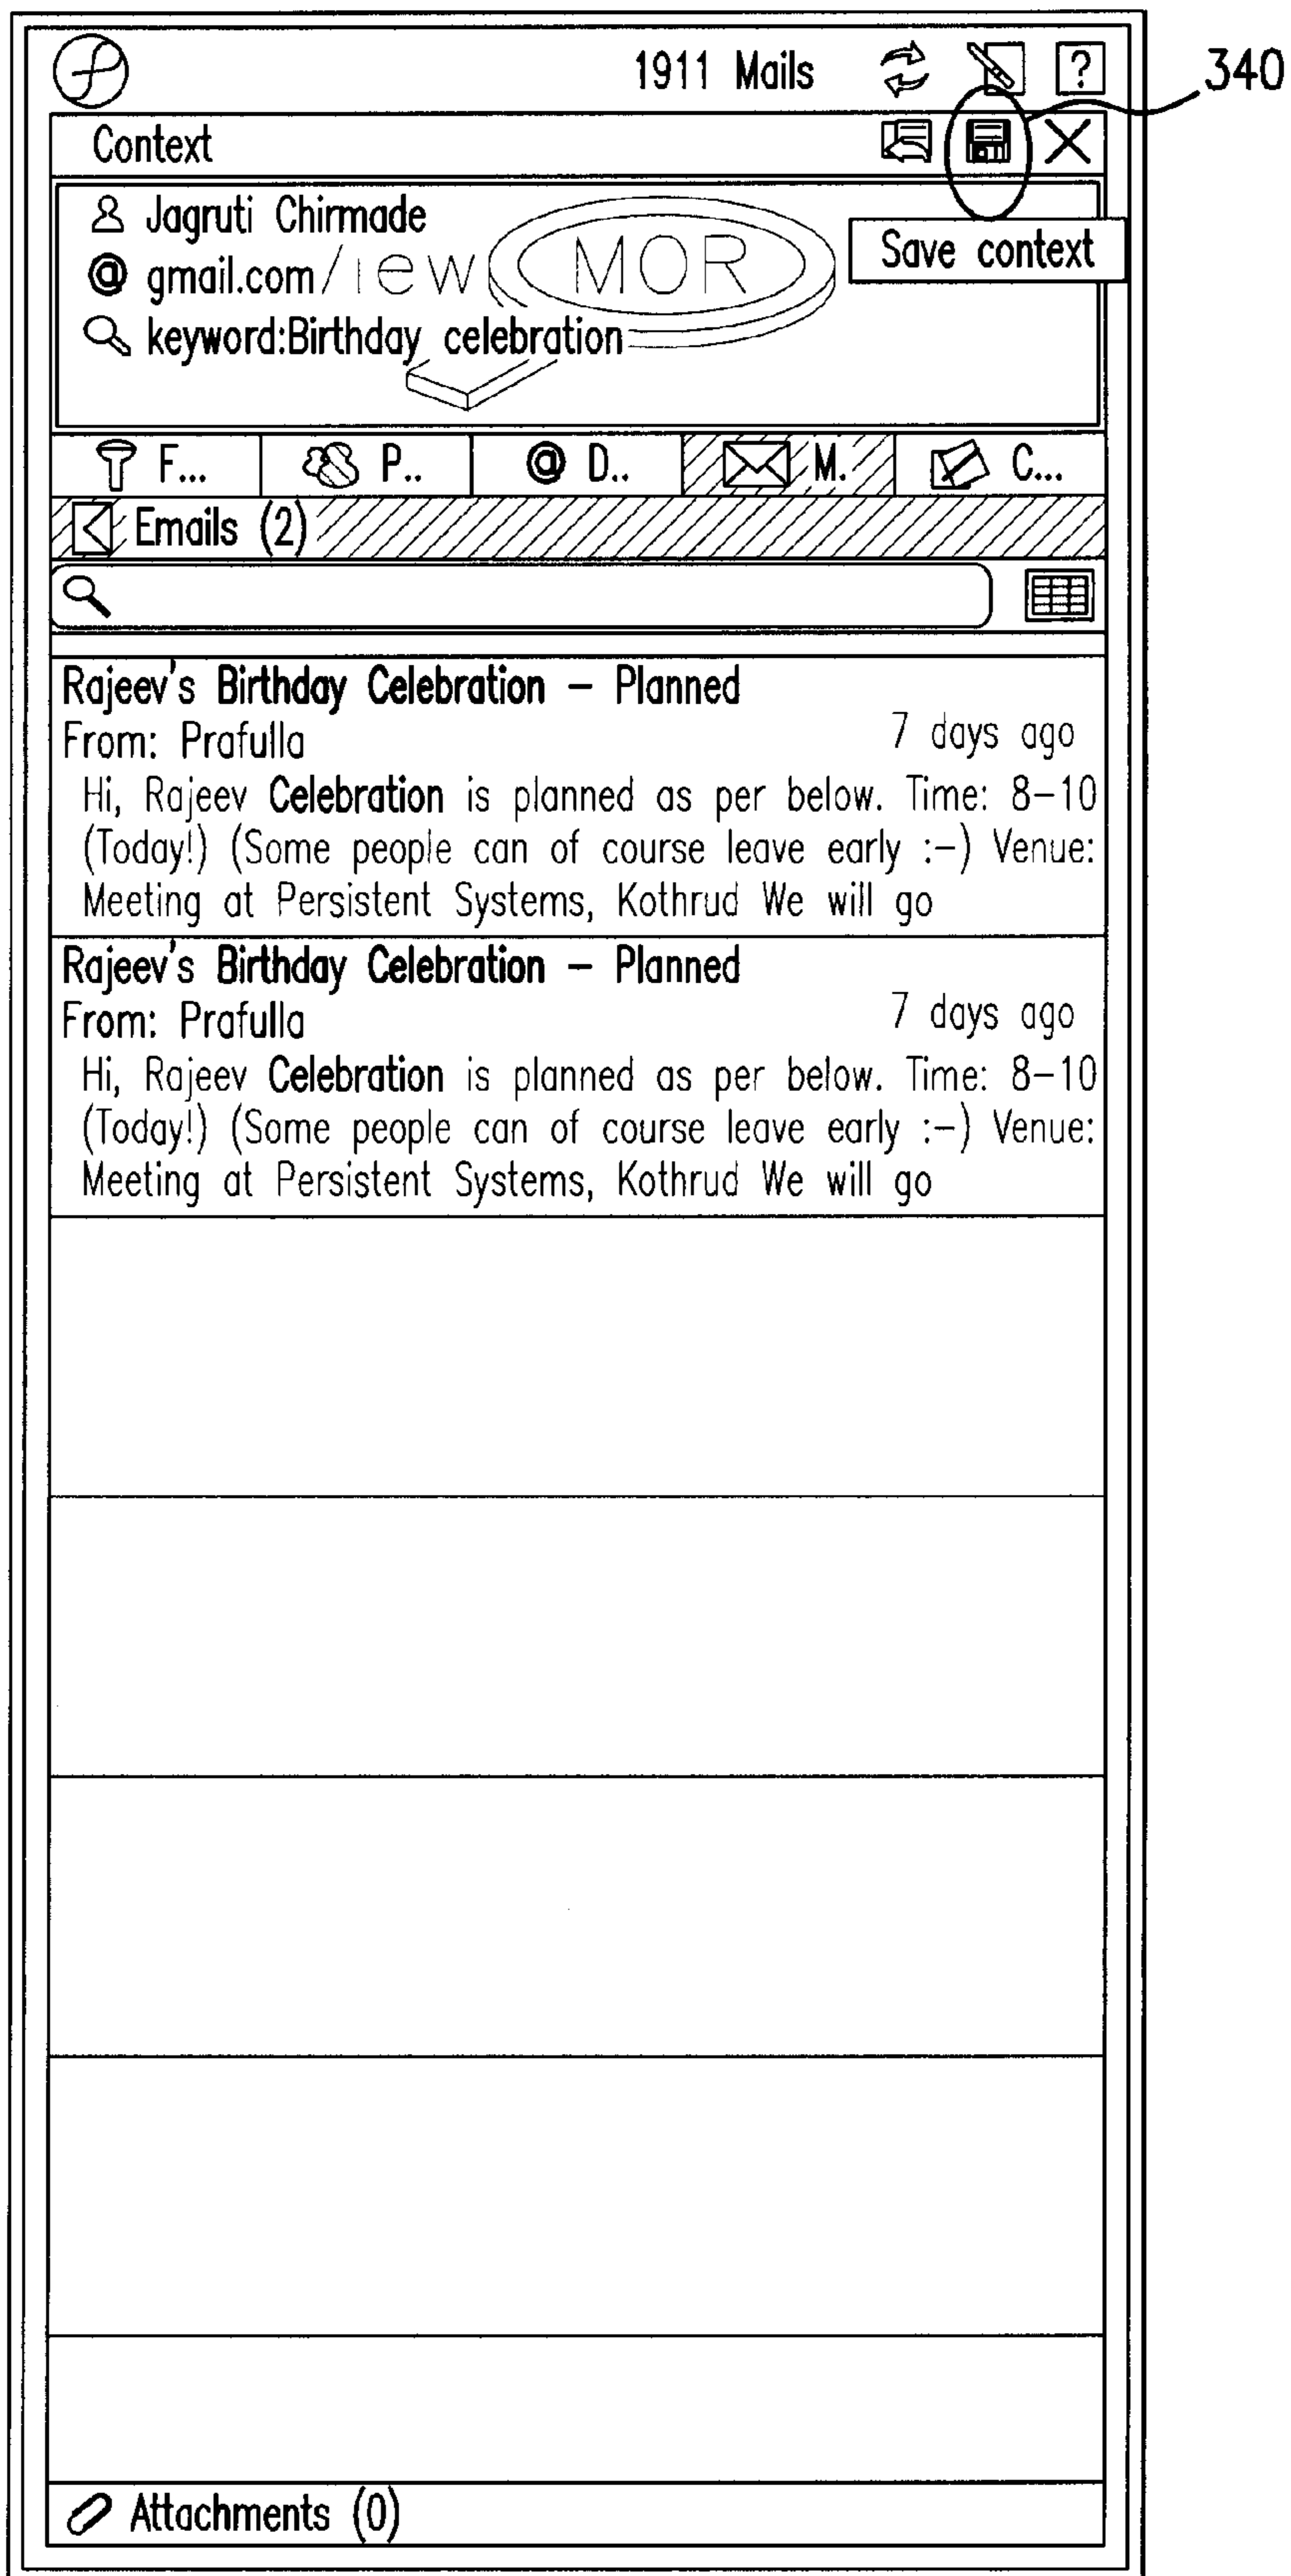 1911 Mails ?
340
Context
Jagruti Chirmade
Save context
@ gmail.com/iew MOR
keyword:Birthday celebration
F... P.. @ D.. M. C...
Emails (2)
Rajeev's Birthday Celebration – Planned
From: Prafulla 7 days ago
Hi, Rajeev Celebration is planned as per below. Time: 8–10
(Today!) (Some people can of course leave early :–) Venue:
Meeting at Persistent Systems, Kothrud We will go
Rajeev's Birthday Celebration – Planned
From: Prafulla 7 days ago
Hi, Rajeev Celebration is planned as per below. Time: 8–10
(Today!) (Some people can of course leave early :–) Venue:
Meeting at Persistent Systems, Kothrud We will go
Attachments (0)